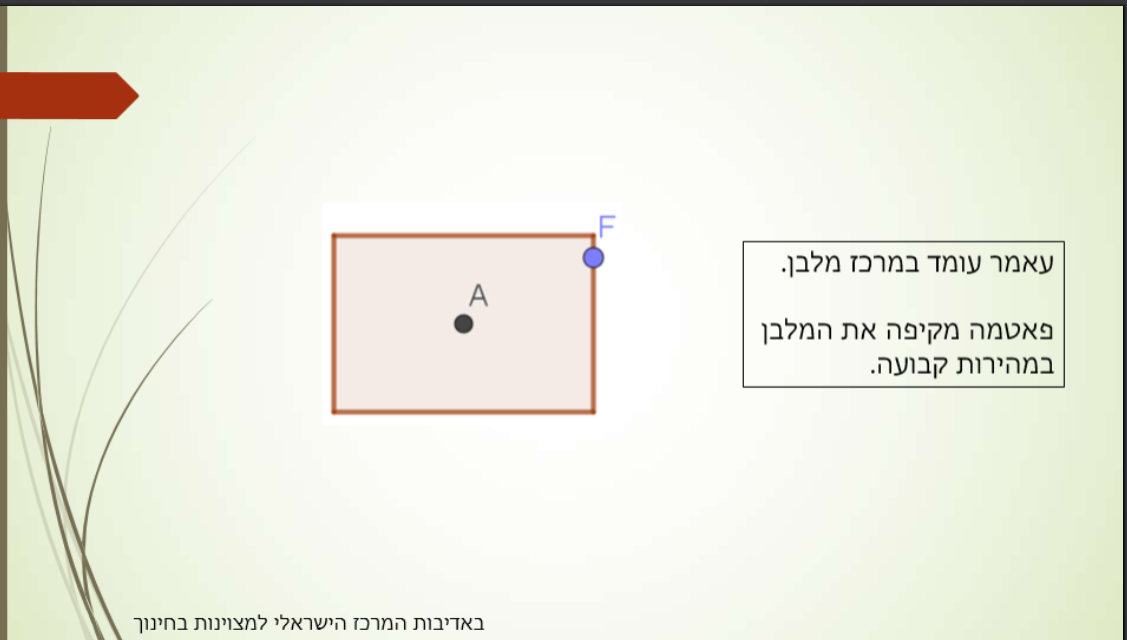 F
A
עאמר עומד במרכז מלבן.
פאטמה מקיפה את המלבן
במהירות קבועה.
באדיבות המרכז הישראלי למצוינות בחינוך